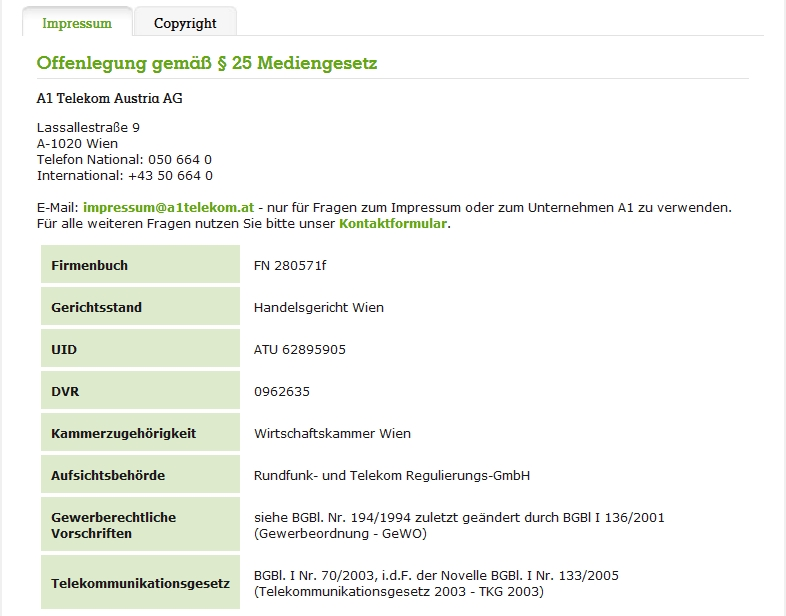 Impressum Copyright
Offenlegung gemäß § 25 Mediengesetz
A1 Telekom Austria AG
Lassallestraße 9
A-1020 Wien
Telefon National: 050 664 0
International: +43 50 664 0
E-Mail: impressum@a1telekom.at - nur für Fragen zum Impressum oder zum Unternehmen A1 zu verwenden.
Für alle weiteren Fragen nutzen Sie bitte unser Kontaktformular.
Firmenbuch FN 280571f
Gerichtsstand Handelsgericht Wien
UID ATU 62895905
DVR 0962635
Kammerzugehörigkeit Wirtschaftskammer Wien
Aufsichtsbehörde Rundfunk- und Telekom Regulierungs-GmbH
Gewerberechtliche Vorschriften siehe BGBl. Nr. 194/1994 zuletzt geändert durch BGBl I 136/2001
(Gewerbeordnung - GeWO)
Telekommunikationsgesetz BGBl. I Nr. 70/2003, i.d.F. der Novelle BGBl. I Nr. 133/2005
(Telekommunikationsgesetz 2003 - TKG 2003)